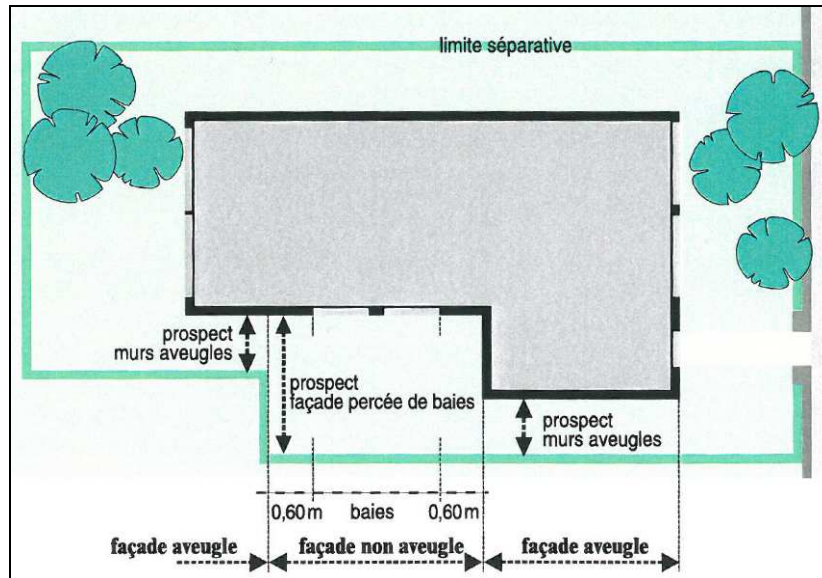 limite séparative
prospect
murs aveugles
prospect
façade percée de baies
prospect
murs aveugles
0,60 m
baies
0,60 m
façade aveugle
façade non aveugle
façade aveugle